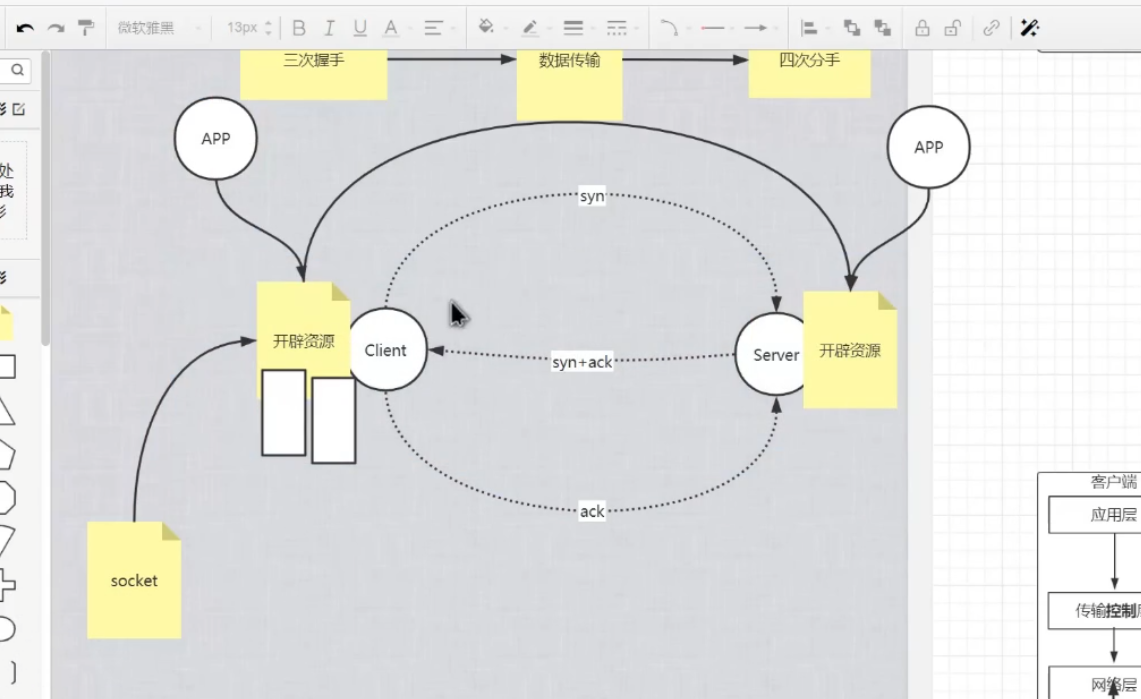 微软雅黑
13px
B I U A
三次握手
数据传输
四次分手
APP
APP
syn
处
我
开辟资源
Client
syn+ack
Server
开辟资源
ack
socket
客户端
应用层
传输控制
网络层